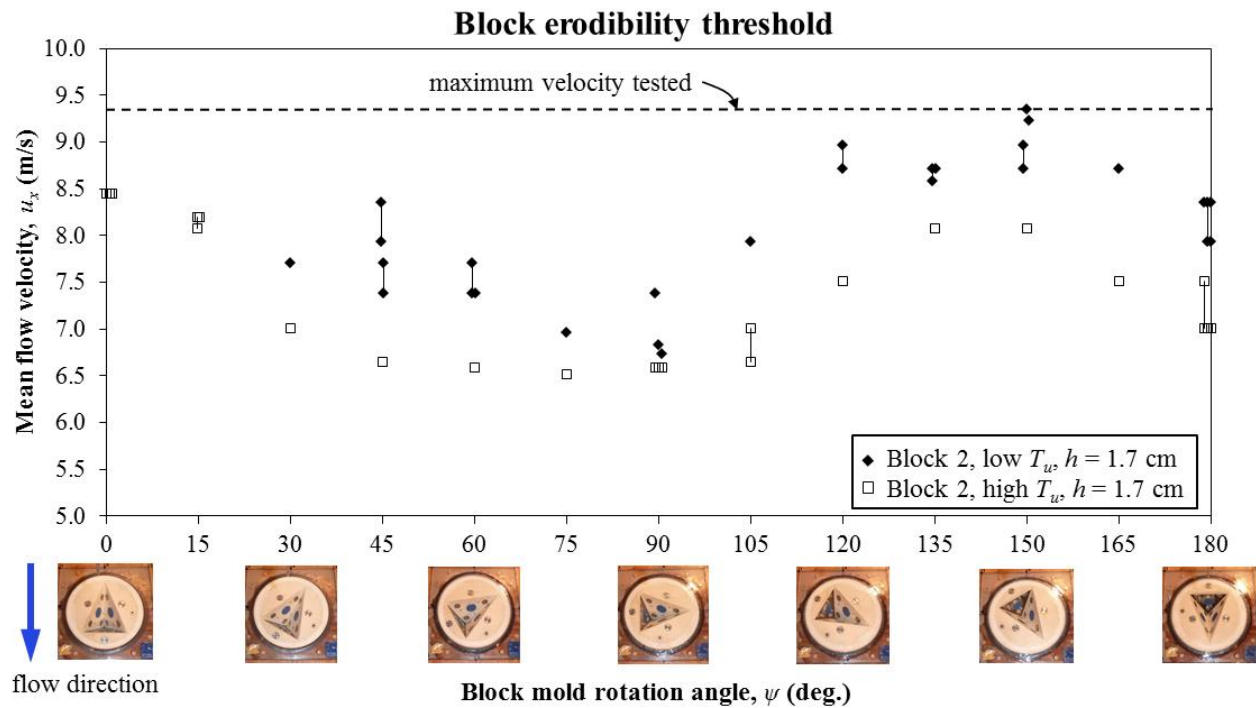 Block erodibility threshold
10.0
9.5
9.0
8.5
8.0
7.5
7.0
6.5
6.0
5.5
5.0
Mean flow velocity, uₓ (m/s)
maximum velocity tested
Block 2, low Tᵤ, h = 1.7 cm
Block 2, high Tᵤ, h = 1.7 cm
0 15 30 45 60 75 90 105 120 135 150 165 180
flow direction
Block mold rotation angle, ψ (deg.)